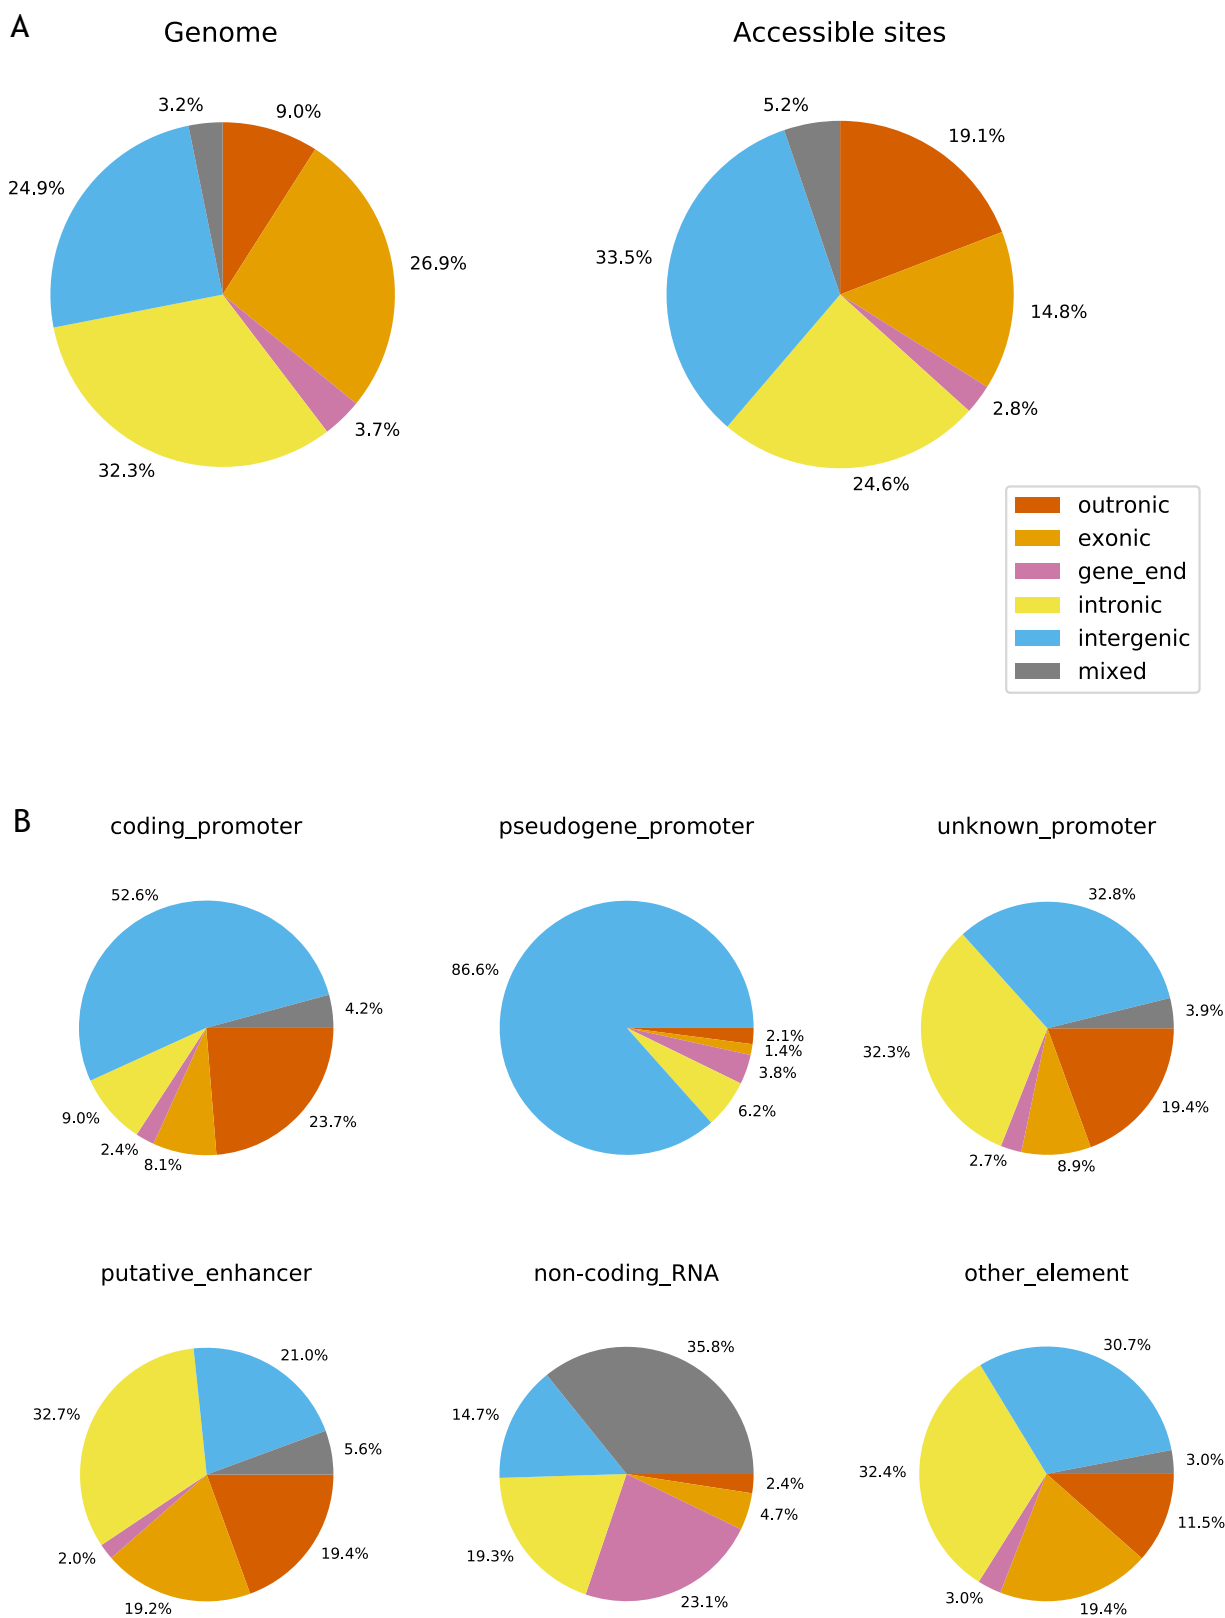 A
Genome
Accessible sites
3.2%
9.0%
24.9%
26.9%
3.7%
32.3%
5.2%
19.1%
33.5%
14.8%
2.8%
24.6%
outronic
exonic
gene_end
intronic
intergenic
mixed
B
coding_promoter
pseudogene_promoter
unknown_promoter
52.6%
4.2%
9.0%
2.4%
8.1%
23.7%
86.6%
2.1%
1.4%
3.8%
6.2%
32.8%
3.9%
32.3%
19.4%
2.7%
8.9%
putative_enhancer
non-coding_RNA
other_element
21.0%
32.7%
5.6%
2.0%
19.4%
19.2%
35.8%
14.7%
2.4%
4.7%
19.3%
23.1%
30.7%
32.4%
3.0%
11.5%
3.0%
19.4%